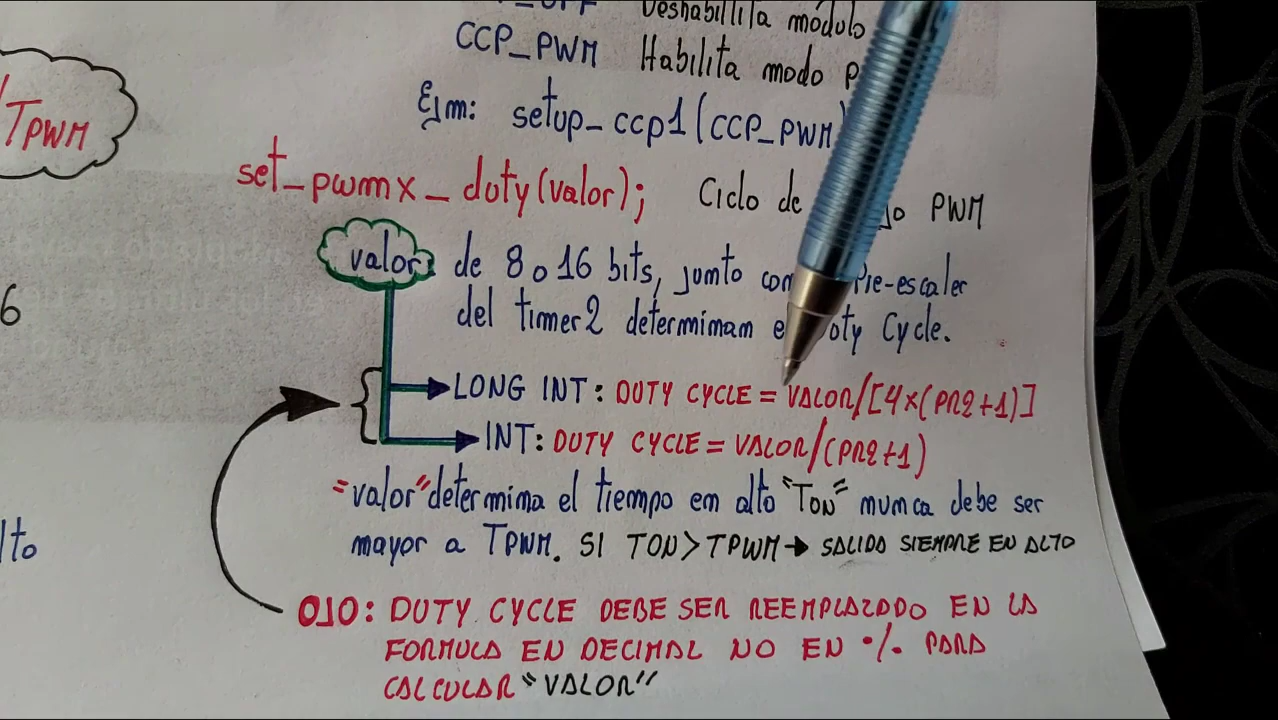 Deshabillita módulo
CCP_PWM Habilita modo
/TPWM
Ejm: setup_ccp1(CCP_PWM)
set_pwmx_duty(valor); Ciclo de PWM
valor de 8 o 16 bits, junto con Pre-escaler
del timer2 determinan el Duty Cycle.
6
LONG INT: DUTY CYCLE = VALOR/[4x(PR2+1)]
INT: DUTY CYCLE = VALOR/(PR2+1)
"valor" determina el tiempo en alto "TON" nunca debe ser
mayor a TPWM. SI TON>TPWM→ SALIDA SIEMPRE EN ALTO
lto
OJO: DUTY CYCLE DEBE SER REEMPLAZADO EN LA
FORMULA EN DECIMAL NO EN % PARA
CALCULAR "VALOR"